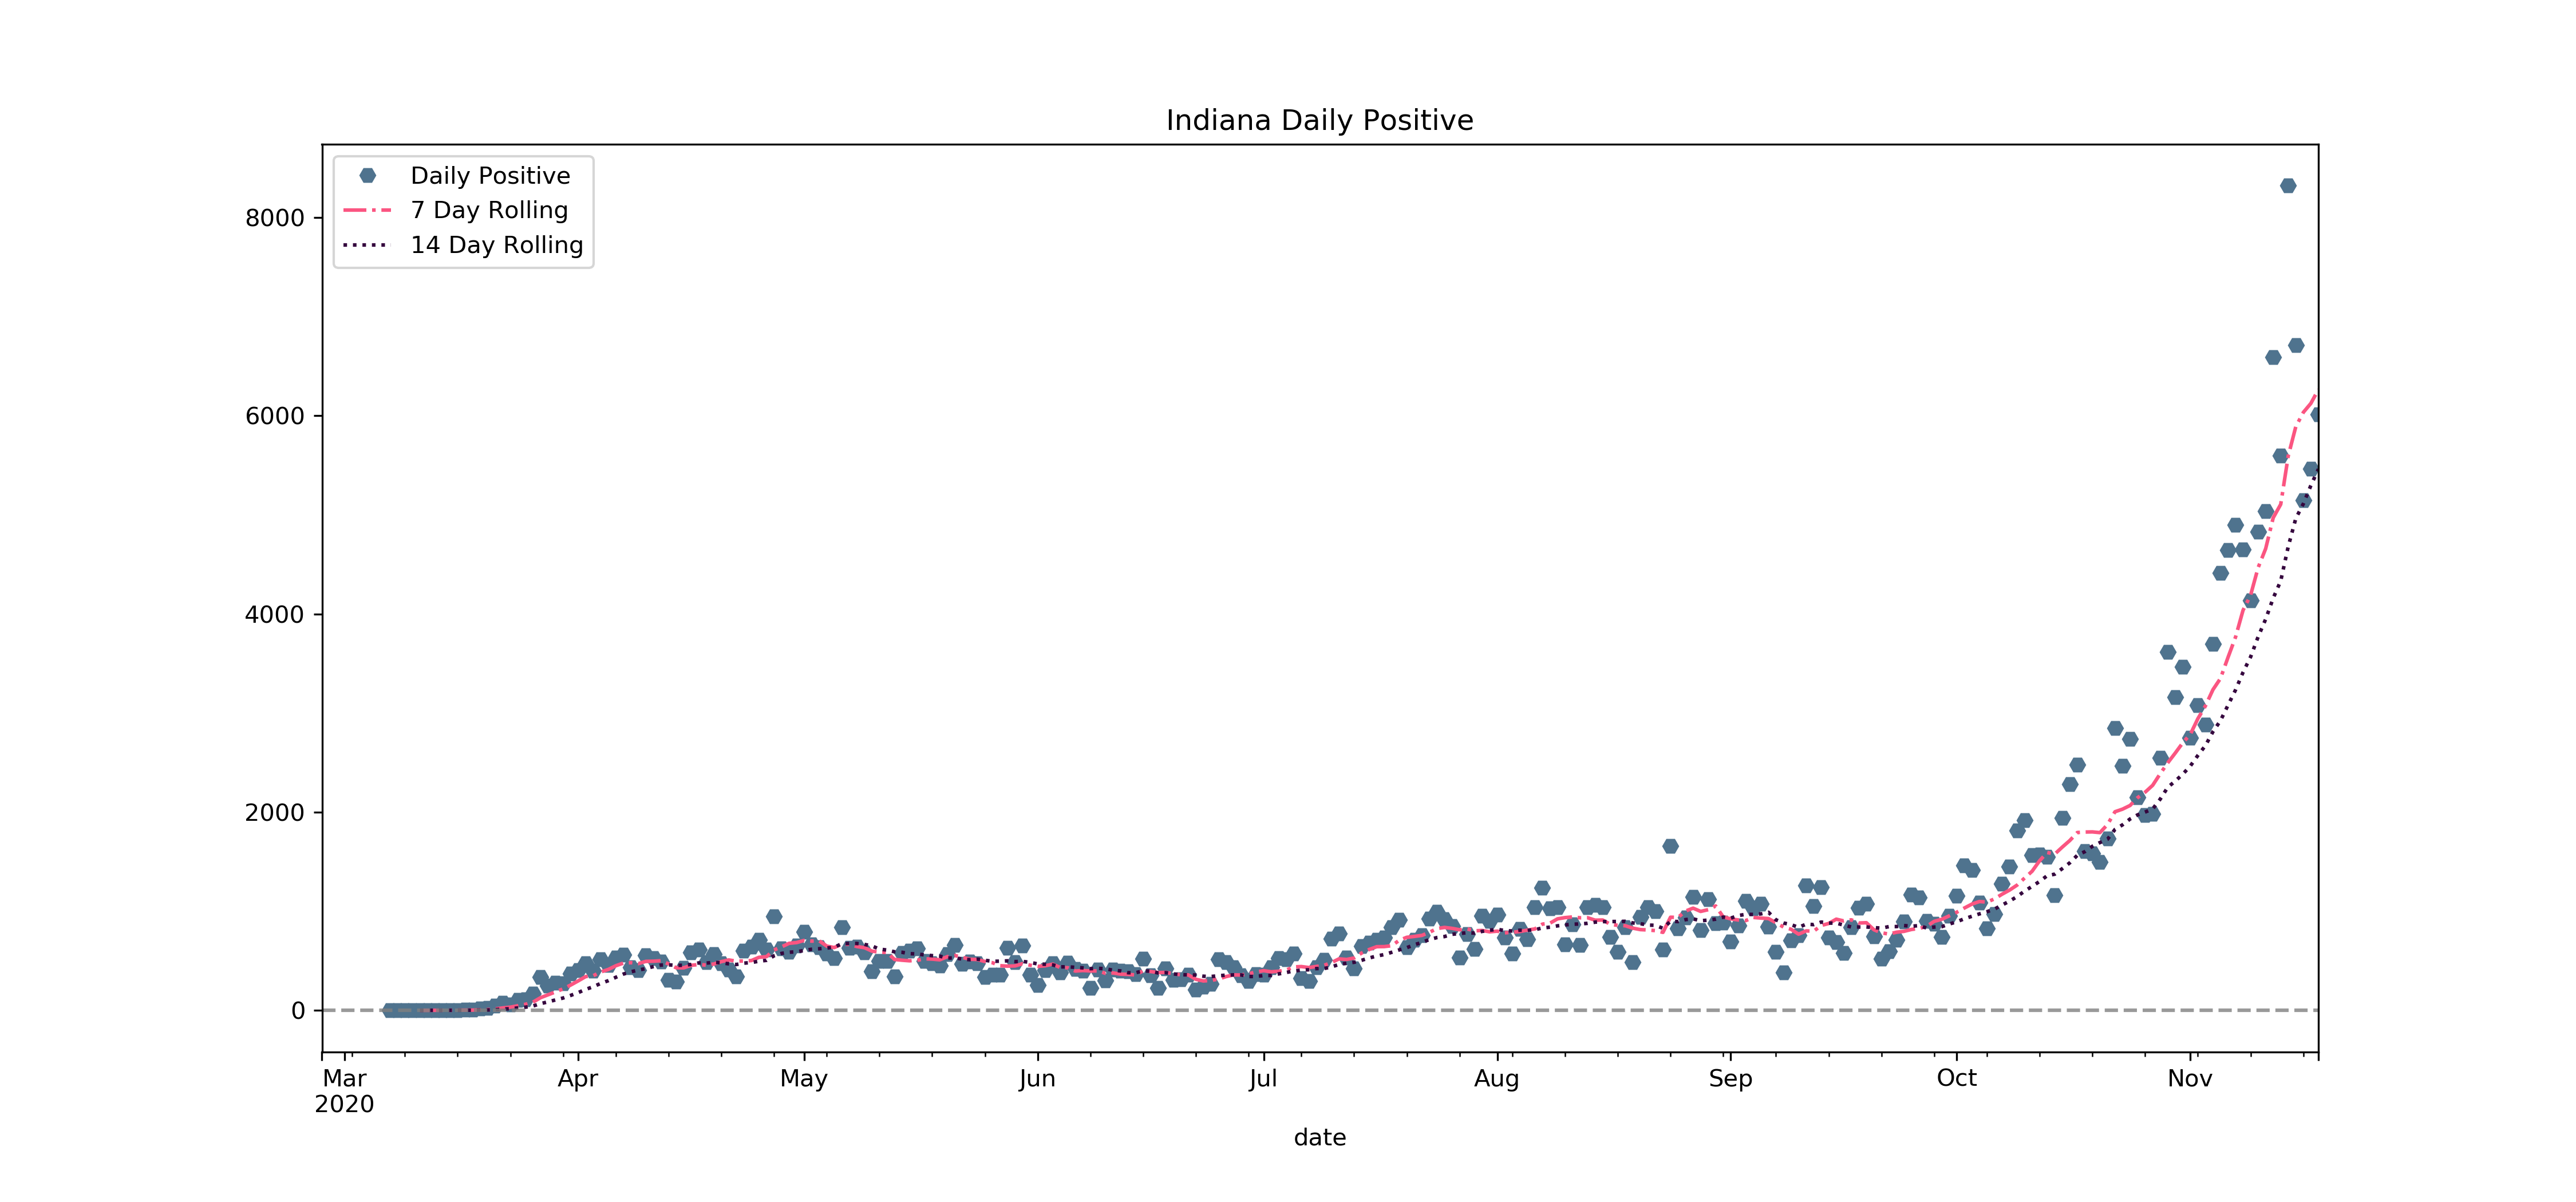 Indiana Daily Positive
Daily Positive
7 Day Rolling
14 Day Rolling
8000
6000
4000
2000
0
Mar Apr May Jun Jul Aug Sep Oct Nov
2020
date